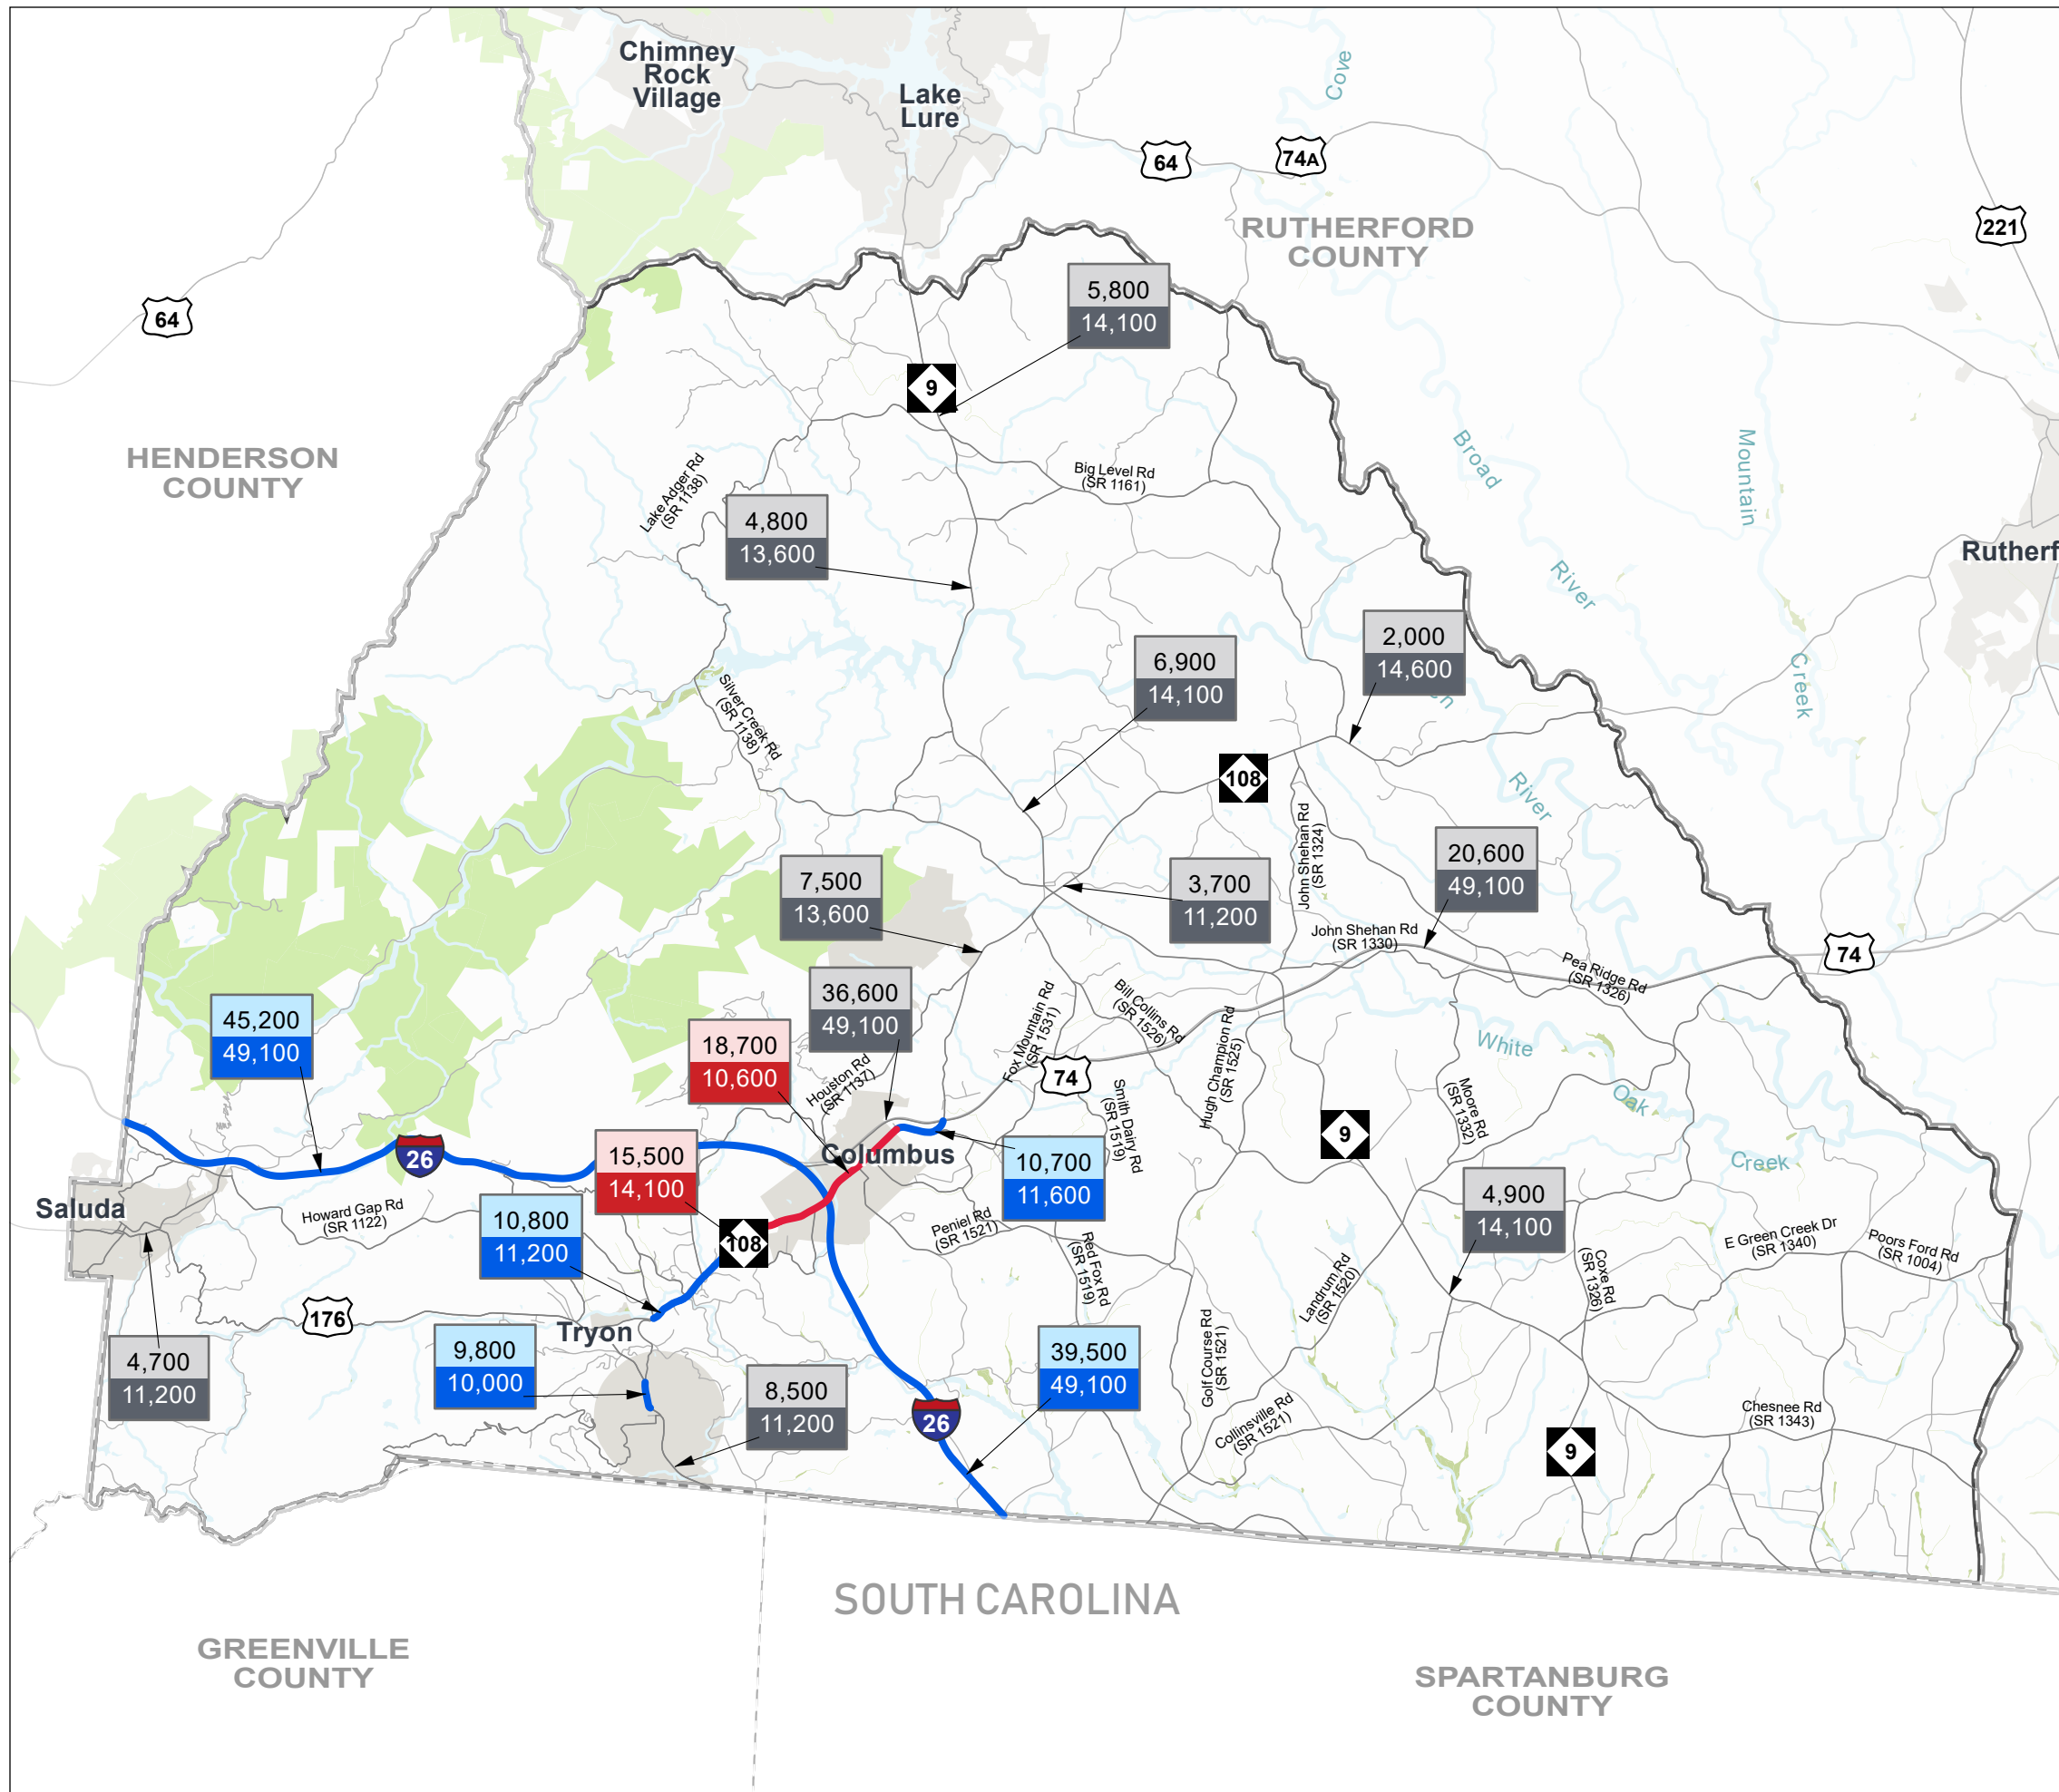 Chimney
Rock
Village
Lake
Lure
Cove
64
74A
RUTHERFORD
COUNTY
221
64
5,800
14,100
9
HENDERSON
COUNTY
Broad
Mountain
Big Level Rd
(SR 1161)
Lake Adger Rd
(SR 1138)
4,800
13,600
Rutherf
River
2,000
14,600
6,900
14,100
Creek
Silver Creek Rd
(SR 1138)
108
River
John Shehan Rd
(SR 1324)
20,600
49,100
7,500
13,600
3,700
11,200
John Shehan Rd
(SR 1330)
74
Pea Ridge Rd
(SR 1326)
36,600
49,100
Fox Mountain Rd
(SR 1531)
Bill Collins Rd
(SR 1526)
45,200
49,100
18,700
10,600
Hugh Champion Rd
(SR 1525)
White
Houston Rd
(SR 1137)
74
Oak
Moore Rd
(SR 1332)
Smith Dairy Rd
(SR 1519)
9
26
15,500
14,100
Columbus
10,700
11,600
Creek
Saluda
Howard Gap Rd
(SR 1122)
10,800
11,200
4,900
14,100
Peniel Rd
(SR 1521)
108
Red Fox Rd
(SR 1519)
E Green Creek Dr
(SR 1340)
Poors Ford Rd
(SR 1004)
Landrum Rd
(SR 1520)
Coxe Rd
(SR 1326)
176
Tryon
4,700
11,200
9,800
10,000
39,500
49,100
Golf Course Rd
(SR 1521)
8,500
11,200
26
Collinsville Rd
(SR 1521)
Chesnee Rd
(SR 1343)
9
SOUTH CAROLINA
GREENVILLE
COUNTY
SPARTANBURG
COUNTY